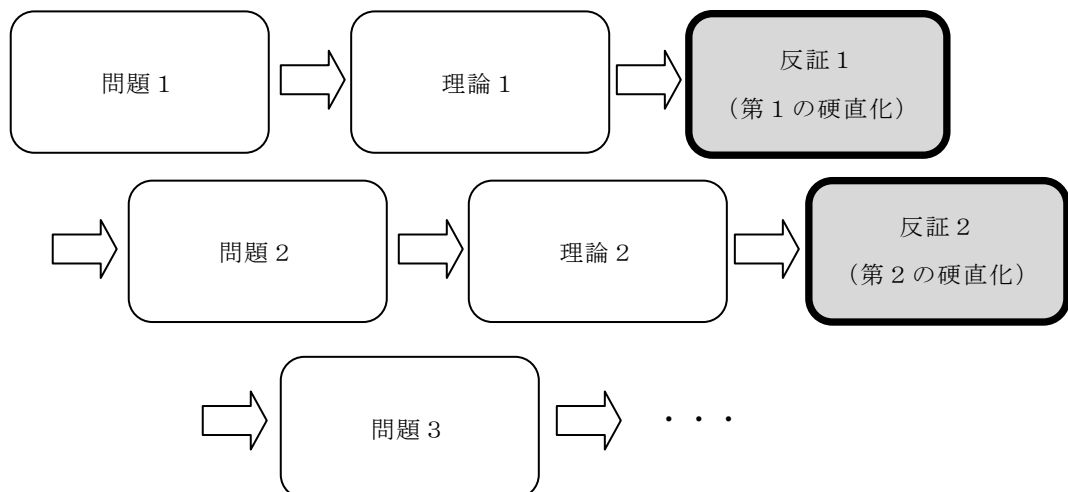 問題１
理論１
反証１
（第１の硬直化）
問題２
理論２
反証２
（第２の硬直化）
問題３
・・・